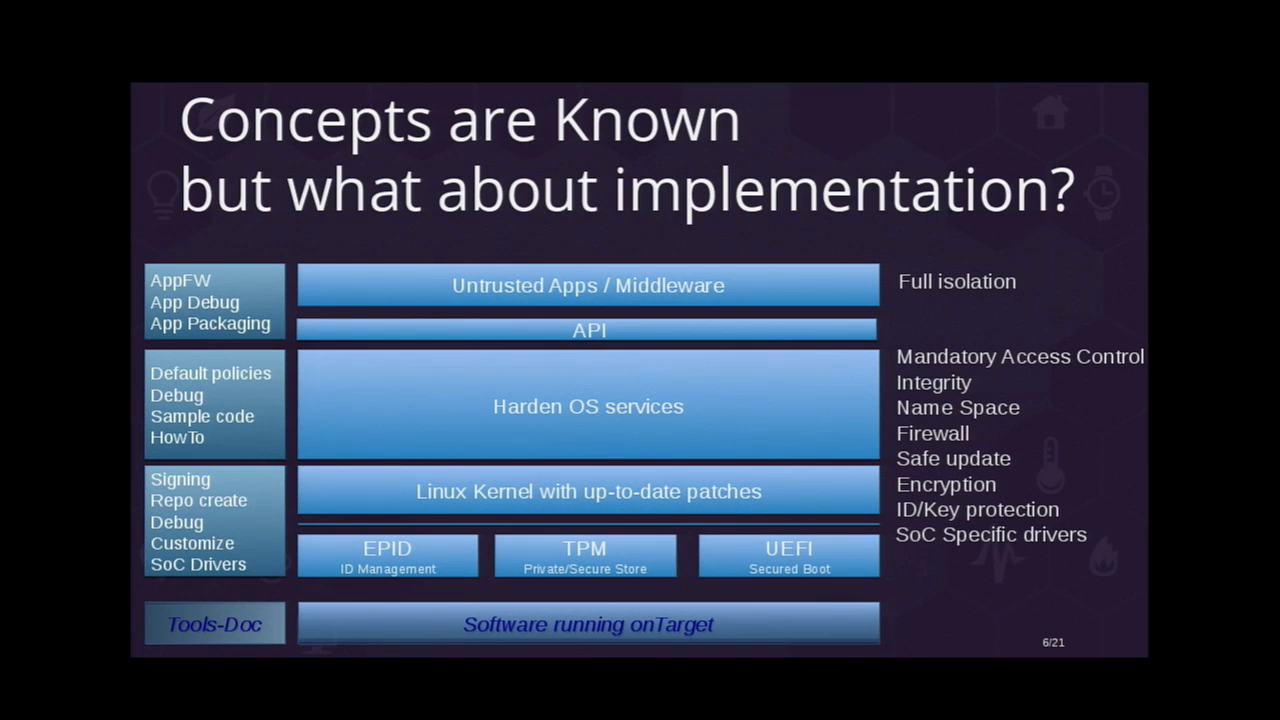 Concepts are Known
but what about implementation?
AppFW
App Debug
App Packaging
Untrusted Apps / Middleware
API
Full isolation
Default policies
Debug
Sample code
HowTo
Harden OS services
Mandatory Access Control
Integrity
Name Space
Firewall
Safe update
Encryption
ID/Key protection
SoC Specific drivers
Signing
Repo create
Debug
Customize
SoC Drivers
Linux Kernel with up-to-date patches
EPID
ID Management
TPM
Private/Secure Store
UEFI
Secured Boot
Tools-Doc
Software running onTarget
6/21